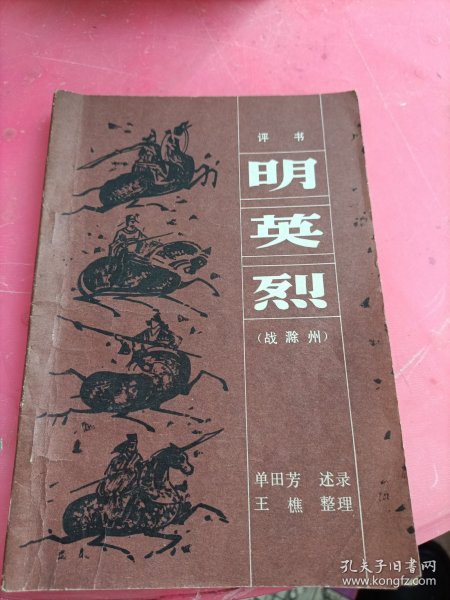 评书
明
英
烈
（战滁州）
单田芳 述录
王樵 整理
孔夫子旧书网
www.kongfz.com